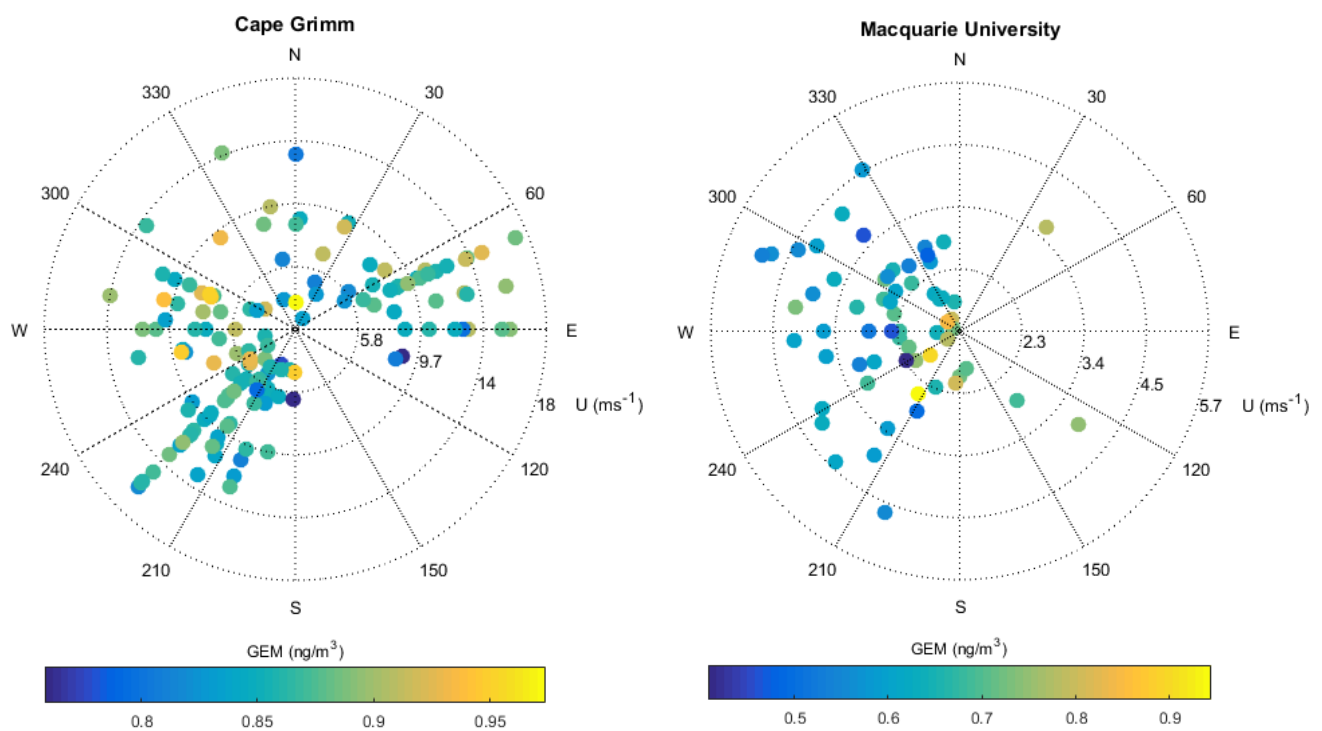 Cape Grimm
N
30
60
E
120
150
S
210
240
W
300
330
5.8
9.7
14
18
U (ms-1)
GEM (ng/m3)
0.8 0.85 0.9 0.95
Macquarie University
N
30
60
E
120
150
S
210
240
W
300
330
2.3
3.4
4.5
5.7
U (ms-1)
GEM (ng/m3)
0.5 0.6 0.7 0.8 0.9